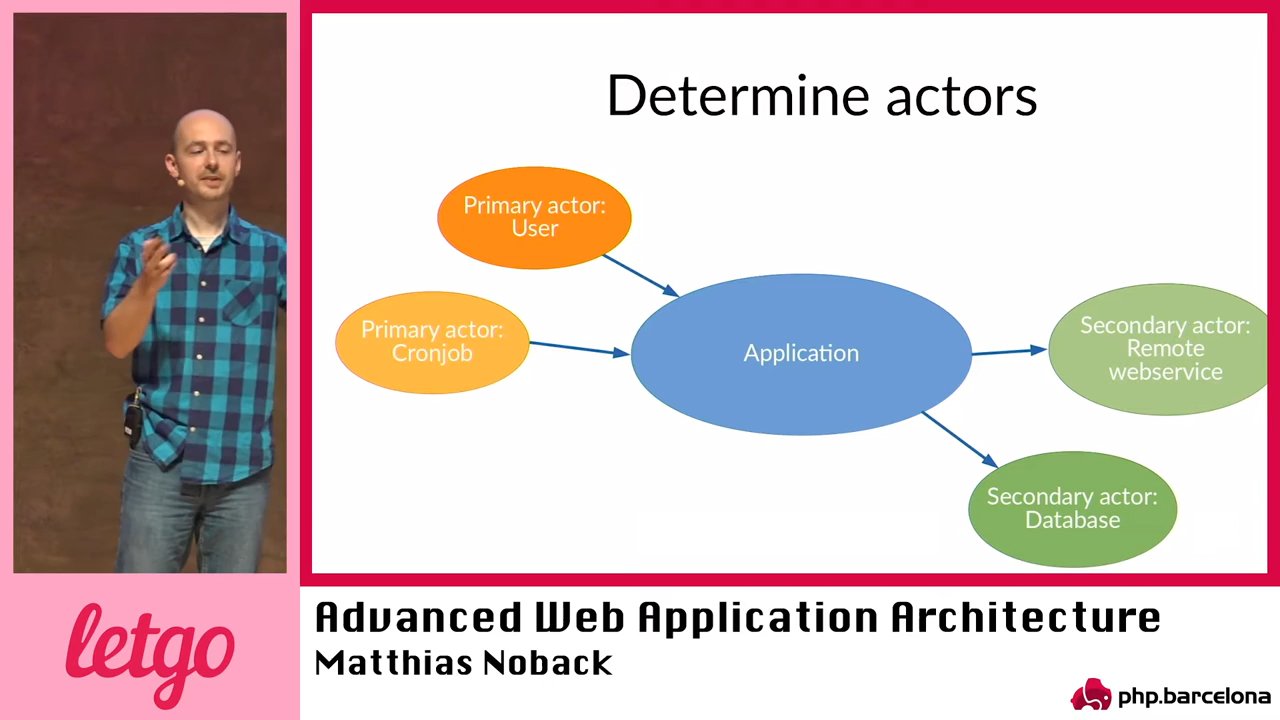 Determine actors
Primary actor:
User
Primary actor:
Cronjob
Application
Secondary actor:
Remote
webservice
Secondary actor:
Database
letgo
Advanced Web Application Architecture
Matthias Noback
php.barcelona